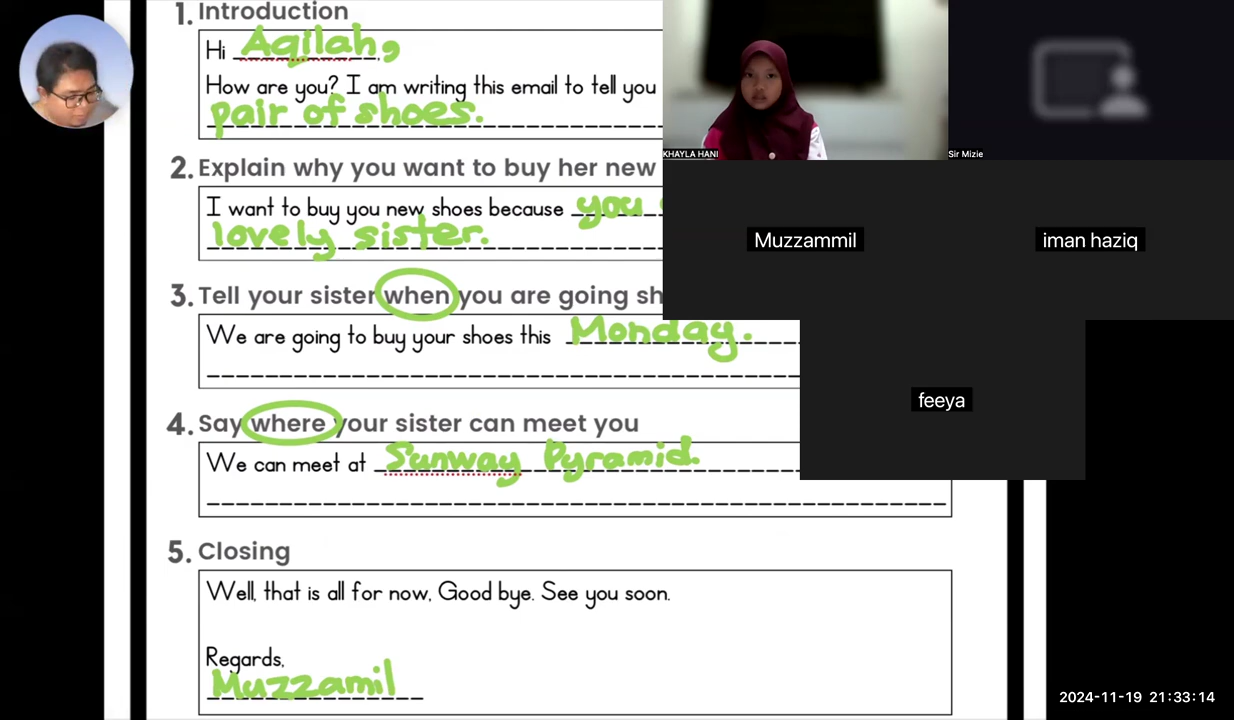 1. Introduction
Hi Aqilah,
How are you? I am writing this email to tell you
pair of shoes.
2. Explain why you want to buy her new
I want to buy you new shoes because you
lovely sister.
3. Tell your sister when you are going sh
We are going to buy your shoes this Monday.
4. Say where your sister can meet you
We can meet at Sunway Pyramid.
5. Closing
Well, that is all for now, Good bye. See you soon.
Regards,
Muzzamil
KHAYLA HANI
Sir Mizie
Muzzammil
iman haziq
feeya
2024-11-19 21:33:14